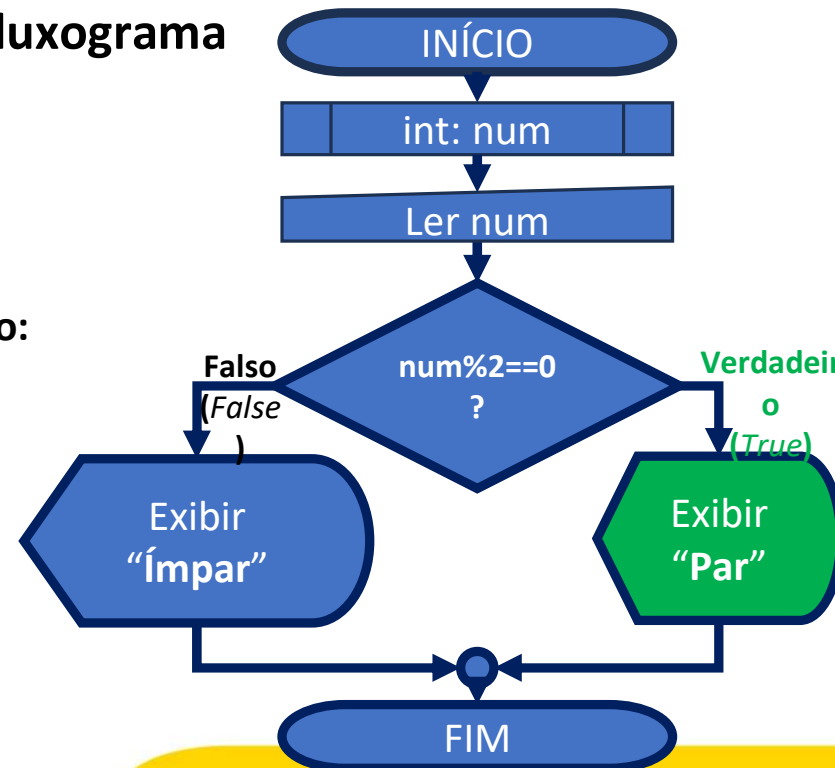 luxograma
INÍCIO
int: num
Ler num
o:
Falso
(False
)
num%2==0
?
Verdadeir
o
(True)
Exibir
“Ímpar”
Exibir
“Par”
FIM